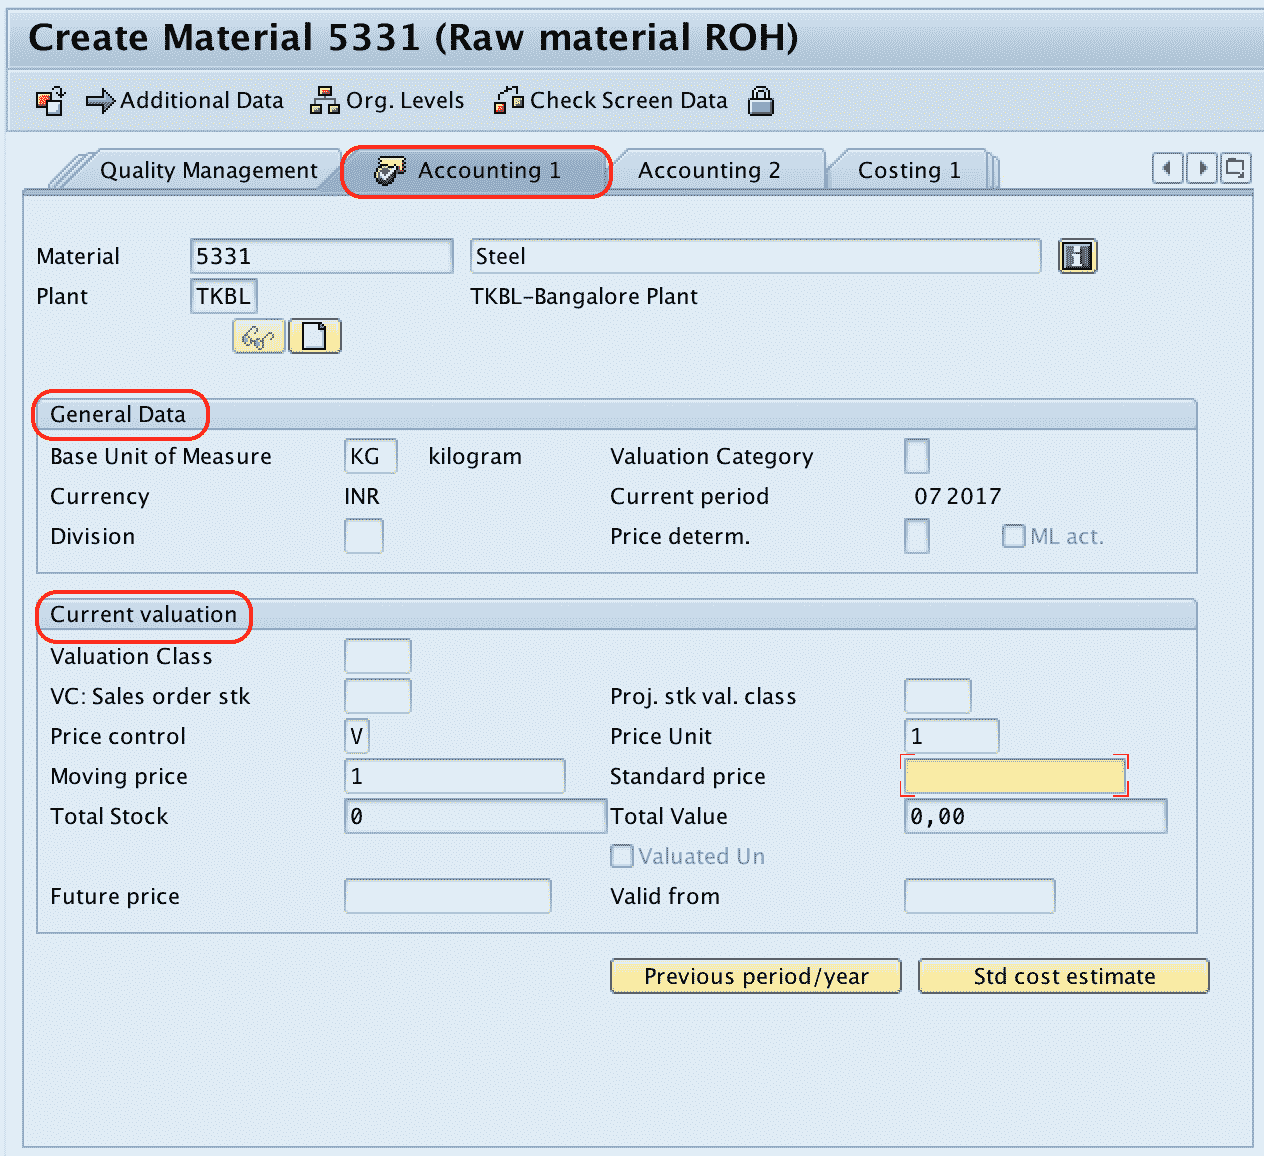 Create Material 5331 (Raw material ROH)
Additional Data Org. Levels Check Screen Data
Quality Management Accounting 1 Accounting 2 Costing 1
Material 5331 Steel
Plant TKBL TKBL-Bangalore Plant
General Data
Base Unit of Measure KG kilogram Valuation Category
Currency INR Current period 07 2017
Division Price determ. ML act.
Current valuation
Valuation Class
VC: Sales order stk Proj. stk val. class
Price control V Price Unit 1
Moving price 1 Standard price
Total Stock 0 Total Value 0,00
Valuated Un
Future price Valid from
Previous period/year Std cost estimate